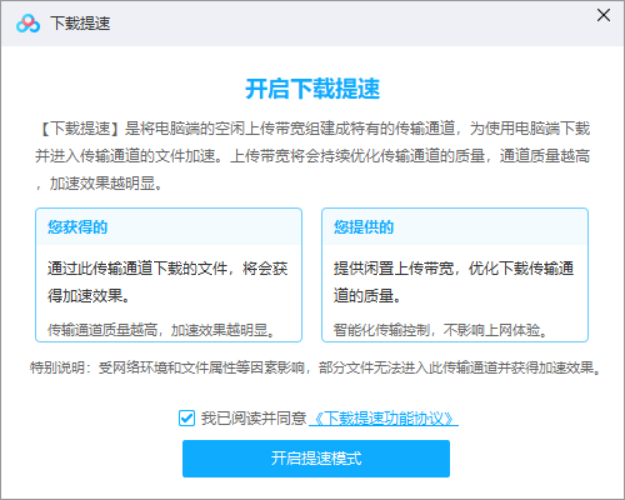 下载提速
开启下载提速
【下载提速】是将电脑端的空闲上传带宽组建成特有的传输通道，为使用电脑端下载
并进入传输通道的文件加速。上传带宽将会持续优化传输通道的质量，通道质量越高
，加速效果越明显。
您获得的
通过此传输通道下载的文件，将会获
得加速效果。
传输通道质量越高，加速效果越明显。
您提供的
提供闲置上传带宽，优化下载传输通
道的质量。
智能化传输控制，不影响上网体验。
特别说明：受网络环境和文件属性等因素影响，部分文件无法进入此传输通道并获得加速效果。
我已阅读并同意《下载提速功能协议》
开启提速模式